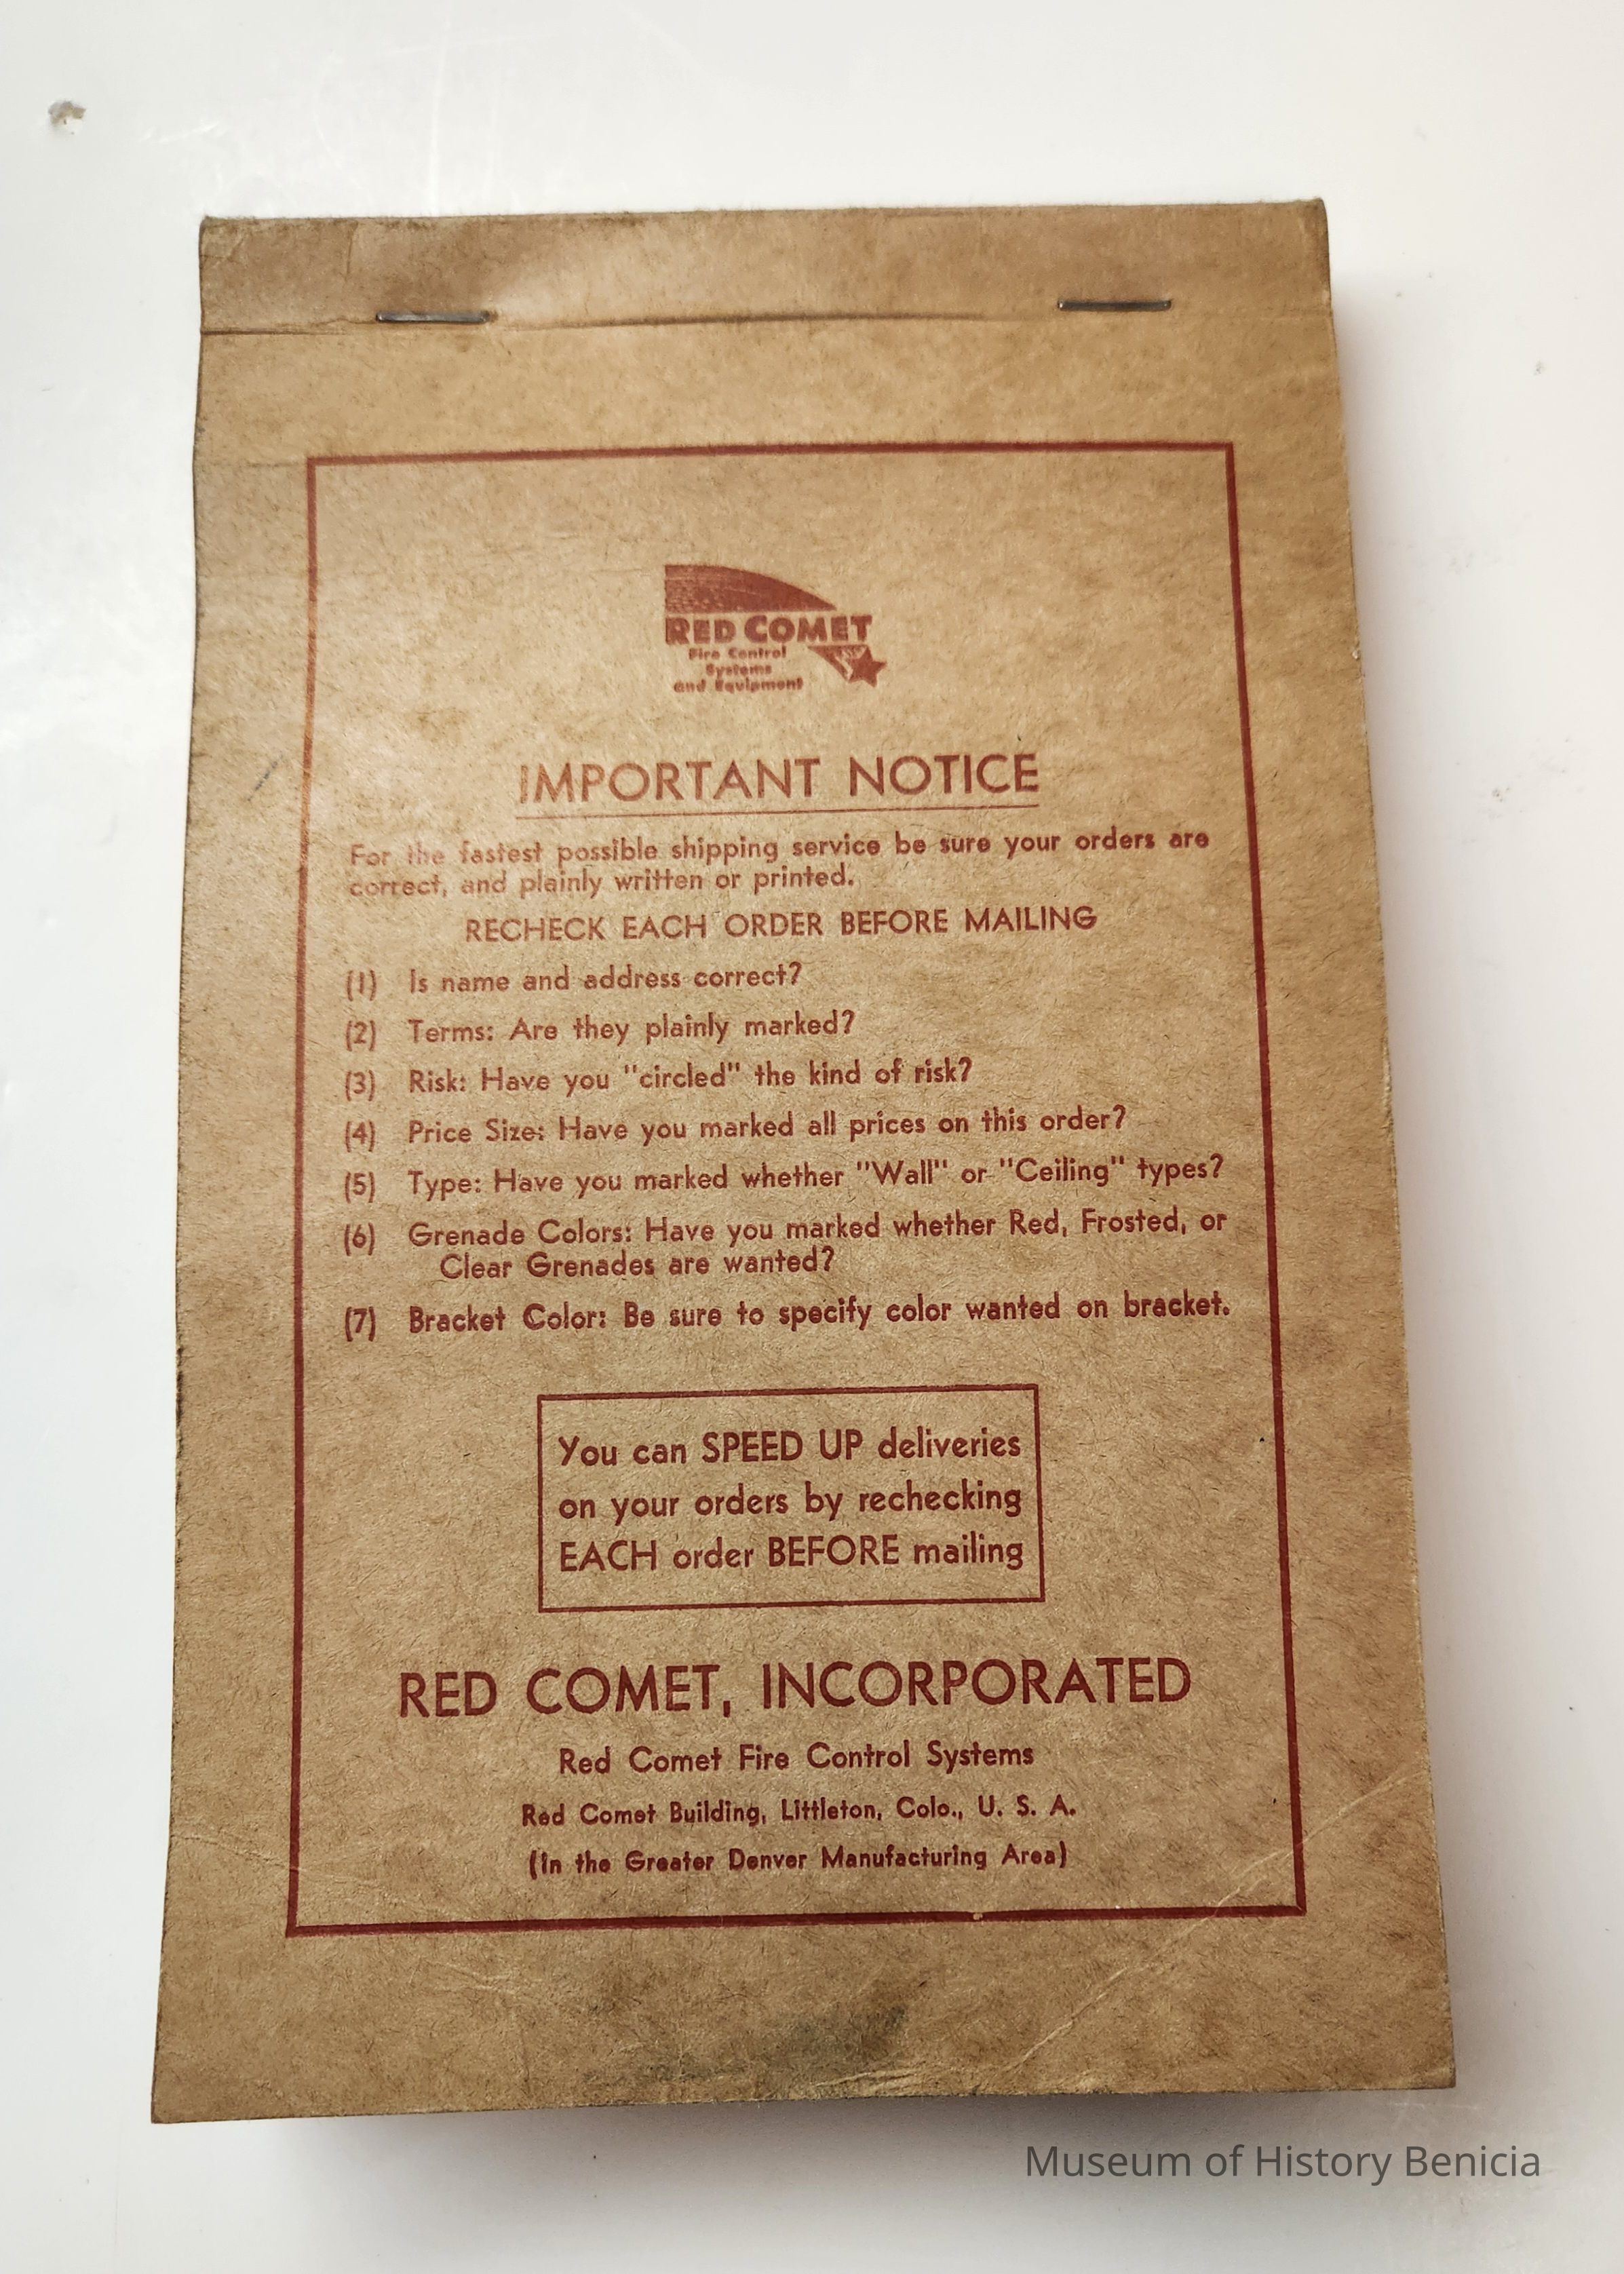 RED COMET
Fire Control
Systems
and Equipment
IMPORTANT NOTICE
For the fastest possible shipping service be sure your orders are
correct, and plainly written or printed.
RECHECK EACH ORDER BEFORE MAILING
(1) Is name and address correct?
(2) Terms: Are they plainly marked?
(3) Risk: Have you "circled" the kind of risk?
(4) Price Size: Have you marked all prices on this order?
(5) Type: Have you marked whether "Wall" or "Ceiling" types?
(6) Grenade Colors: Have you marked whether Red, Frosted, or
Clear Grenades are wanted?
(7) Bracket Color: Be sure to specify color wanted on bracket.
You can SPEED UP deliveries
on your orders by rechecking
EACH order BEFORE mailing
RED COMET, INCORPORATED
Red Comet Fire Control Systems
Red Comet Building, Littleton, Colo., U. S. A.
(In the Greater Denver Manufacturing Area)
Museum of History Benicia